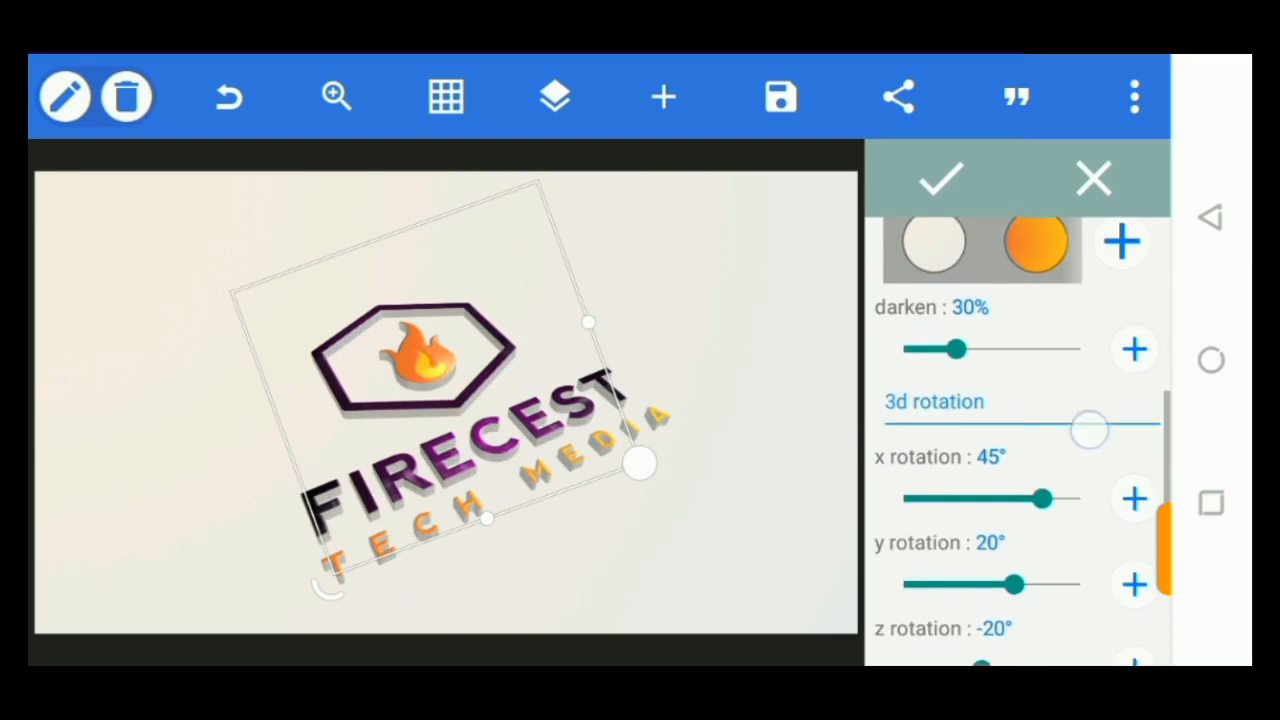 FIRECEST
TECH MEDIA
darken : 30%
3d rotation
x rotation : 45°
y rotation : 20°
z rotation : -20°